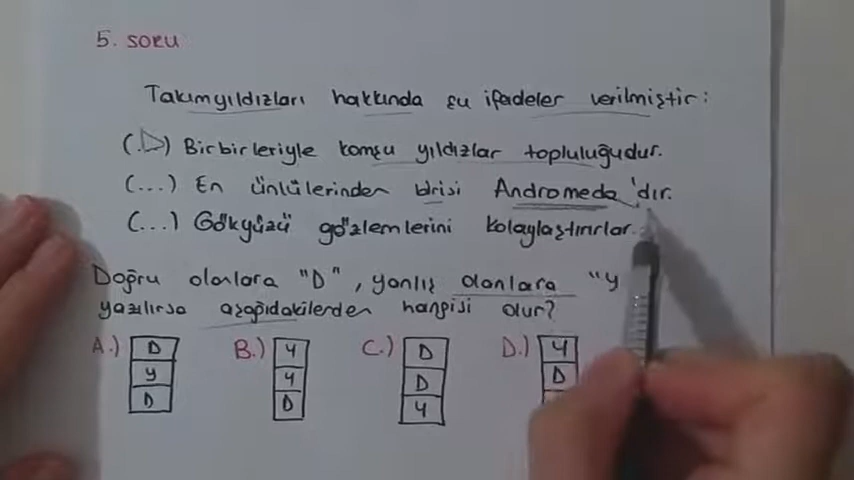 5. SORU
Takımyıldızları hakkında şu ifadeler verilmiştir:
(.D.) Birbirleriyle komşu yıldızlar topluluğudur.
(...) En ünlülerinden birisi Andromeda'dır.
(...) Gökyüzü gözlemlerini kolaylaştırırlar.
Doğru olanlara "D", yanlış olanlara "Y
yazılırsa aşağıdakilerden hangisi olur?
A.) B.) C.) D.)
D Y D Y
Y Y D D
D D Y